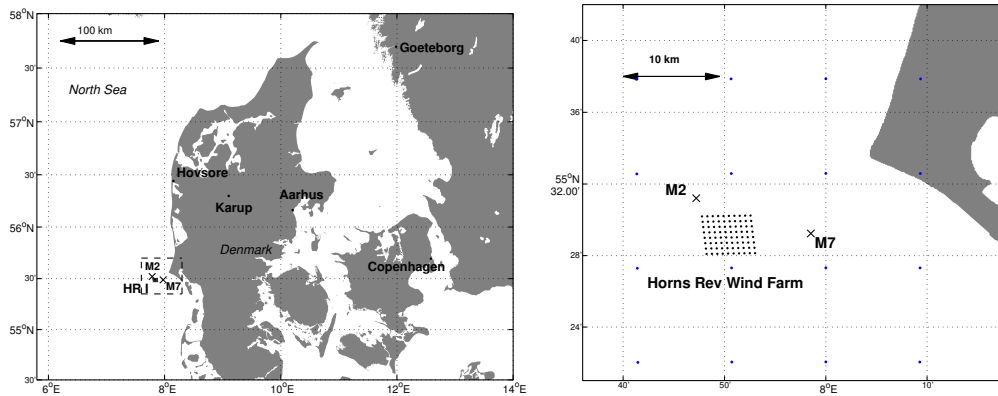 58°N
100 km
Goeteborg
30'
North Sea
57°N
Hovsore
30'
Karup
Aarhus
56°N
Denmark
M2
Copenhagen
30'
HRI
M7
55°N
30'
6°E
8°E
10°E
12°E
14°E
40'
10 km
36'
55°N
32.00'
M2
M7
28'
Horns Rev Wind Farm
24'
40'
50'
8°E
10'